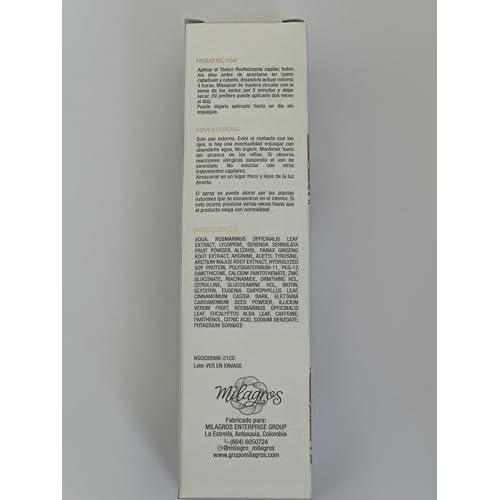 MODO DE USO
Aplicar el Tónico Revitalizante capilar, todos
los días antes de acostarse en cuero
cabelludo y cabello, dejándolo actuar mínimo
4 horas. Masajear de manera circular con la
yema de los dedos por 3 minutos y dejar
secar. (Si prefiere puede aplicarlo dos veces
al día).
Puede dejarlo aplicado hasta un día sin
enjuagar.
ADVERTENCIAS
Solo uso externo. Evite el contacto con los
ojos, si hay una eventualidad enjuagar con
abundante agua. No ingerir. Mantener fuera
del alcance de los niños. Si observa
reacciones alérgicas suspenda el uso de
inmediato. No mezclar con otros
tratamientos capilares.
Almacenar en un lugar fresco y lejos de la luz
directa.
El spray se puede atorar por las plantas
naturales que se encuentran en el interior. Si
esto ocurre, presione varias veces hasta que
el producto salga con normalidad.
INGREDIENTES
AQUA, ROSMARINUS OFFICINALIS LEAF
EXTRACT, LYCOPENE, SERENOA SERRULATA
FRUIT POWDER, ALCOHOL, PANAX GINSENG
ROOT EXTRACT, ARGININE, ACETYL TYROSINE,
ARCTIUM MAJUS ROOT EXTRACT, HYDROLYZED
SOY PROTEIN, POLYQUATERNIUM-11, PEG-12
DIMETHICONE, CALCIUM PANTOTHENATE, ZINC
GLUCONATE, NIACINAMIDE, ORNITHINE HCL,
CITRULLINE, GLUCOSAMINE HCL, BIOTIN,
GLYCERIN, EUGENIA CARYOPHYLLUS LEAF,
CINNAMOMUM CASSIA BARK, ELETTARIA
CARDAMOMUM SEED POWDER, ILLICIUM
VERUM FRUIT, ROSMARINUS OFFICINALIS
LEAF, EUCALYPTOS ALBA LEAF, CAFFEINE,
PANTHENOL, CITRIC ACID, SODIUM BENZOATE,
POTASSIUM SORBATE
NSOC05566-21CO
Lote: VER EN ENVASE
Milagros
Fabricado para:
MILAGROS ENTERPRISE GROUP
La Estrella, Antioquia, Colombia
(604) 6050724
@milagro_milagros
www.grupomilagros.com